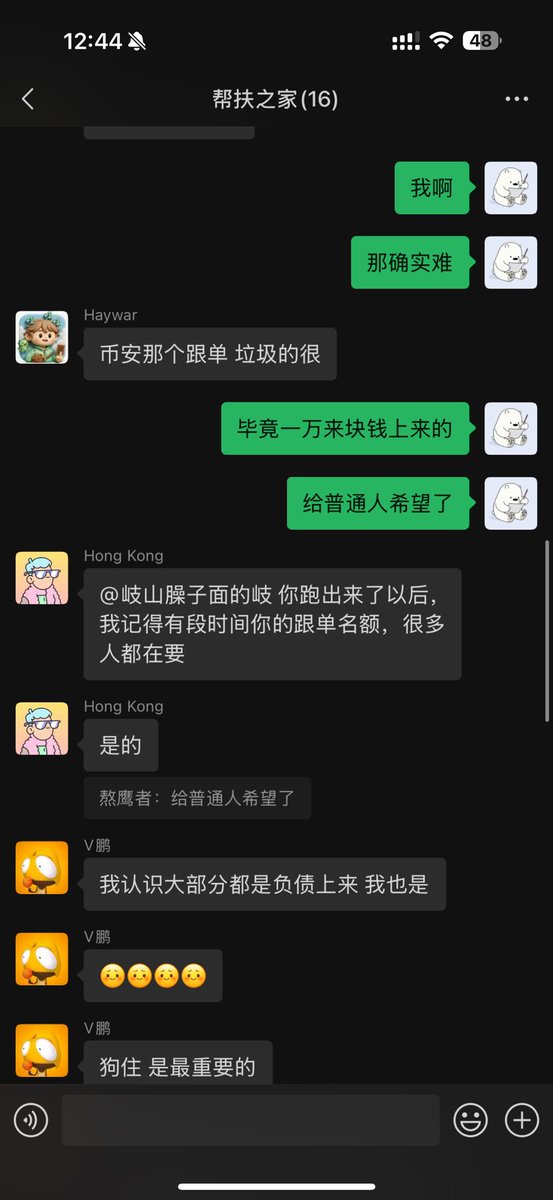 12:44
48
帮扶之家(16)
我啊
那确实难
Haywar
币安那个跟单 垃圾的很
毕竟一万来块钱上来的
给普通人希望了
Hong Kong
@岐山臊子面的岐 你跑出来了以后,
我记得有段时间你的跟单名额，很多
人都在要
Hong Kong
是的
熬鹰者：给普通人希望了
V鹏
我认识大部分都是负债上来 我也是
V鹏
V鹏
狗住 是最重要的